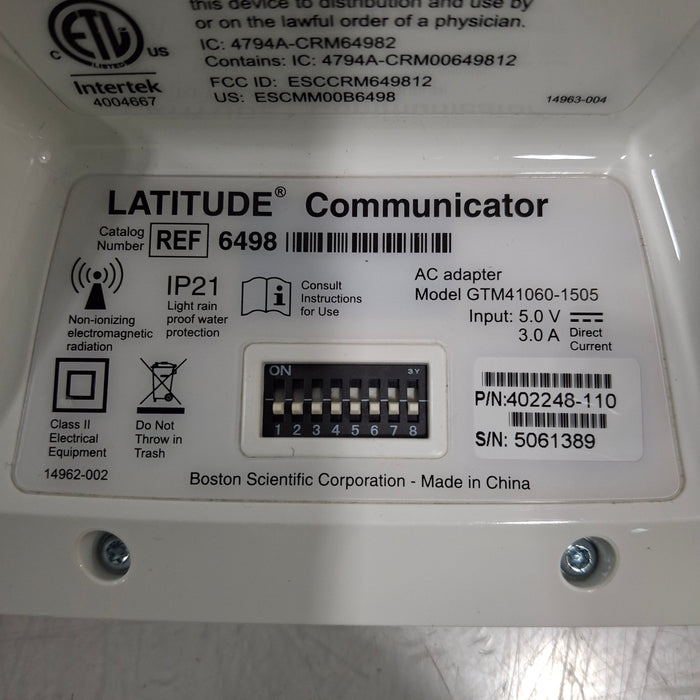 this device to distribution and use by
or on the lawful order of a physician.
IC: 4794A-CRM64982
Contains: IC: 4794A-CRM00649812
FCC ID: ESCCRM649812
US: ESCMM00B6498
14963-004
ETL
LISTED
C US
Intertek
4004667
LATITUDE® Communicator
Catalog
Number
REF 6498
Non-ionizing
electromagnetic
radiation
IP21
Light rain
proof water
protection
i
Consult
Instructions
for Use
AC adapter
Model GTM41060-1505
Input: 5.0 V
3.0 A Direct
Current
Class II
Electrical
Equipment
Do Not
Throw in
Trash
14962-002
ON 3Y
1 2 3 4 5 6 7 8
P/N:402248-110
S/N: 5061389
Boston Scientific Corporation - Made in China